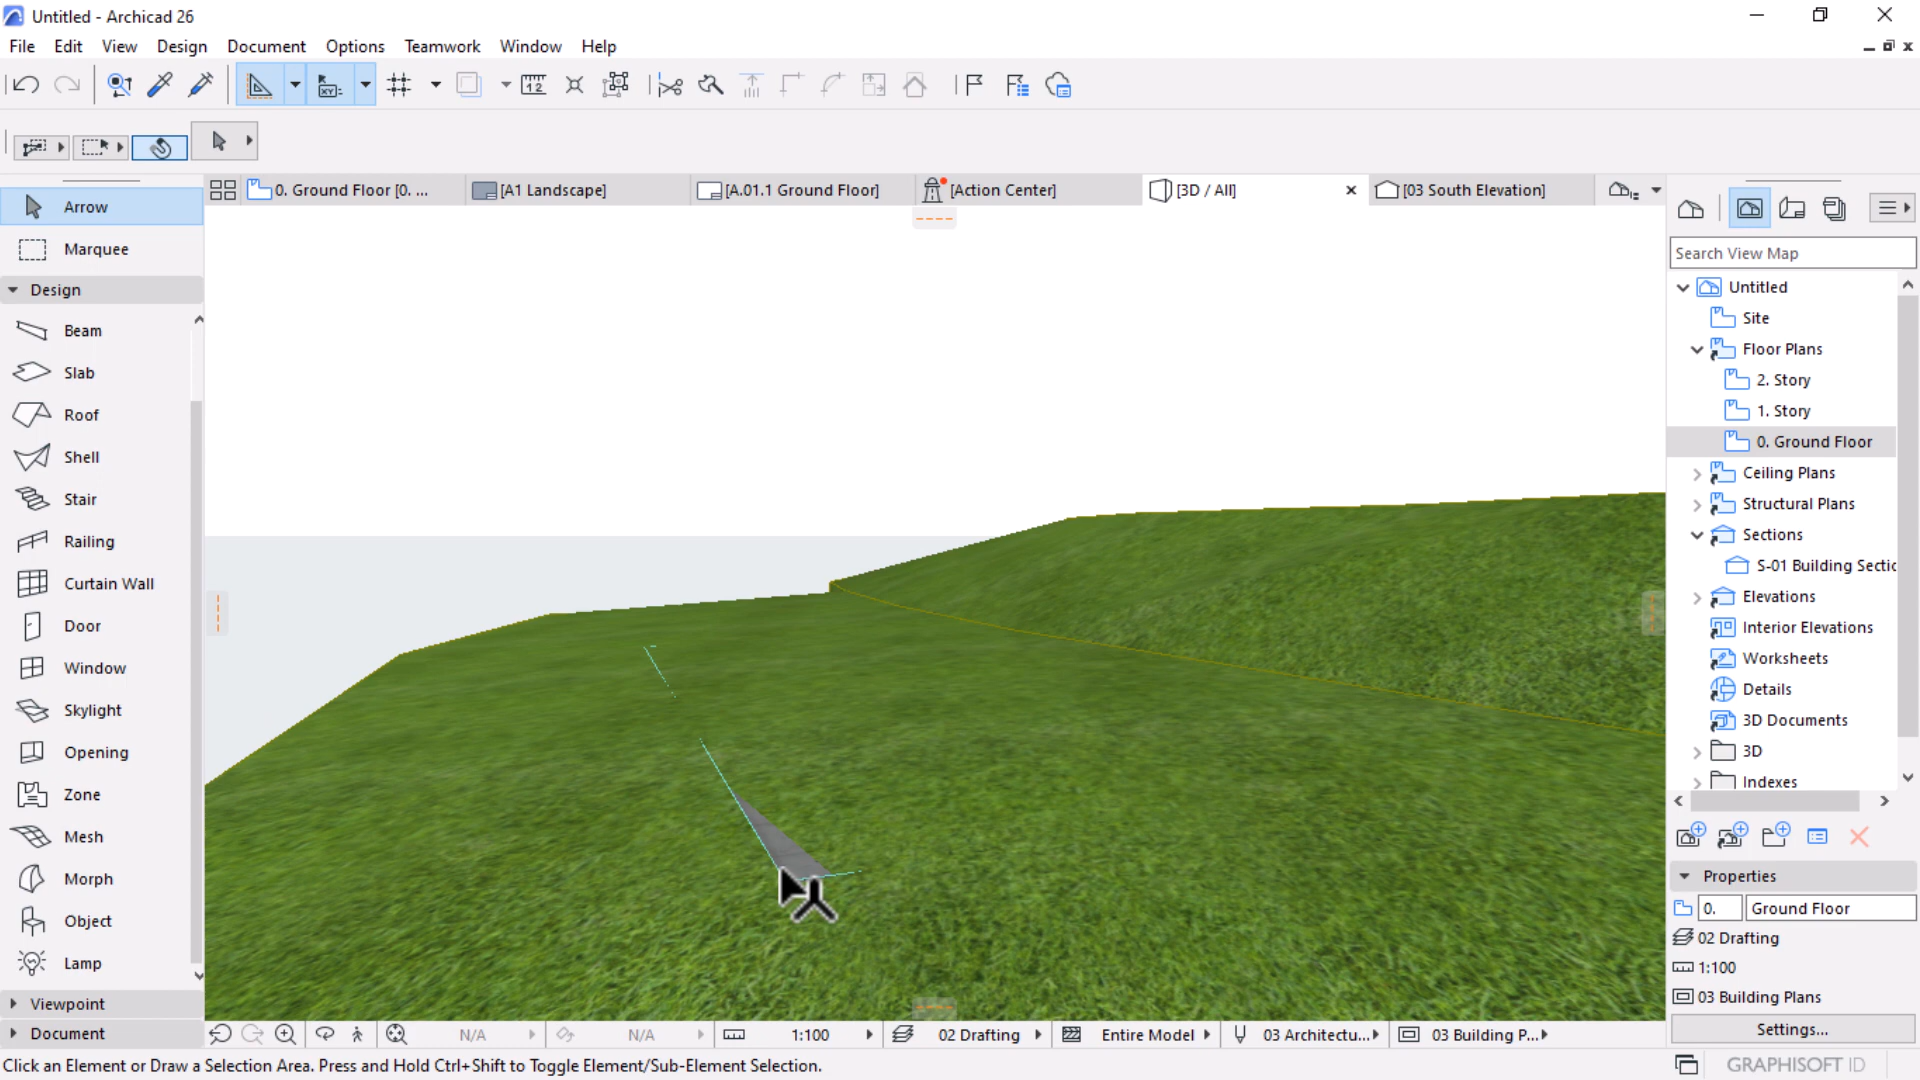 Untitled - Archicad 26
File Edit View Design Document Options Teamwork Window Help
0. Ground Floor [0. ...
[A1 Landscape]
[A.01.1 Ground Floor]
[Action Center]
[3D / All]
[03 South Elevation]
Arrow
Marquee
Design
Beam
Slab
Roof
Shell
Stair
Railing
Curtain Wall
Door
Window
Skylight
Opening
Zone
Mesh
Morph
Object
Lamp
Viewpoint
Document
Search View Map
Untitled
Site
Floor Plans
2. Story
1. Story
0. Ground Floor
Ceiling Plans
Structural Plans
Sections
S-01 Building Sectic
Elevations
Interior Elevations
Worksheets
Details
3D Documents
3D
Indexes
Properties
0. Ground Floor
02 Drafting
1:100
03 Building Plans
Settings...
N/A N/A 1:100 02 Drafting Entire Model 03 Architectu... 03 Building P...
Click an Element or Draw a Selection Area. Press and Hold Ctrl+Shift to Toggle Element/Sub-Element Selection.
GRAPHISOFT ID